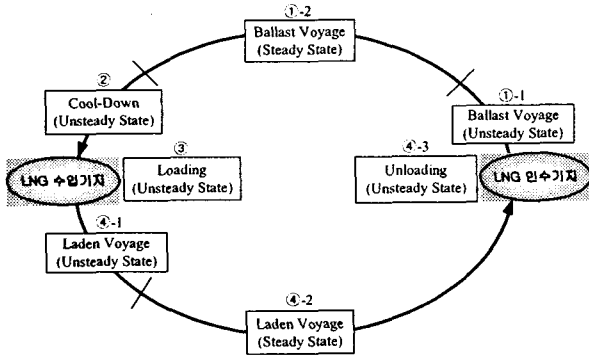 ①-2
Ballast Voyage
(Steady State)
②
Cool-Down
(Unsteady State)
①-1
Ballast Voyage
(Unsteady State)
③
Loading
(Unsteady State)
④-3
Unloading
(Unsteady State)
LNG 수입기지
LNG 인수기지
④-1
Laden Voyage
(Unsteady State)
④-2
Laden Voyage
(Steady State)